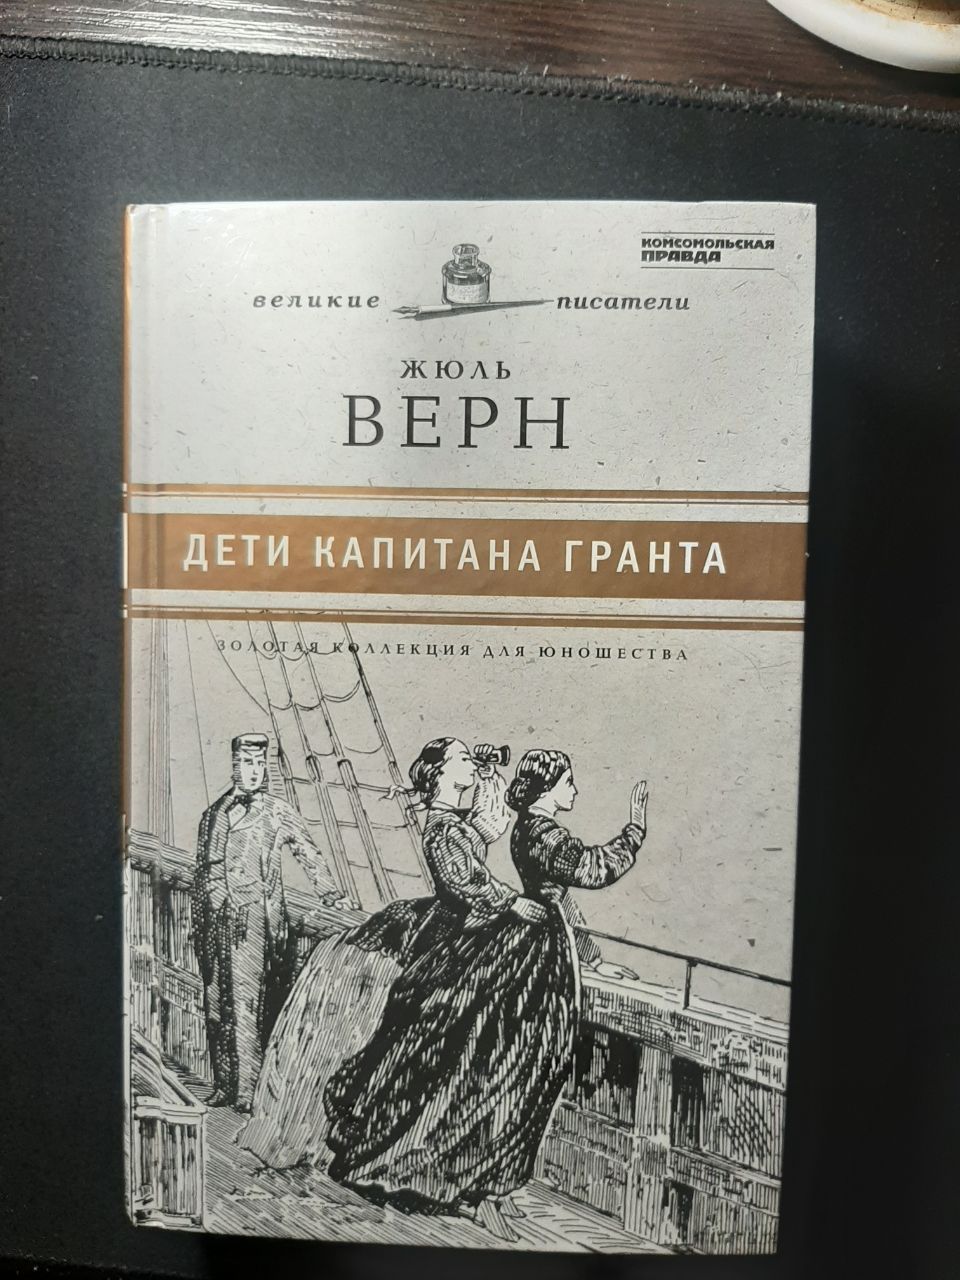 КОМСОМОЛЬСКАЯ
ПРАВДА
великие писатели
ЖЮЛЬ
ВЕРН
ДЕТИ КАПИТАНА ГРАНТА
ЗОЛОТАЯ КОЛЛЕКЦИЯ ДЛЯ ЮНОШЕСТВА